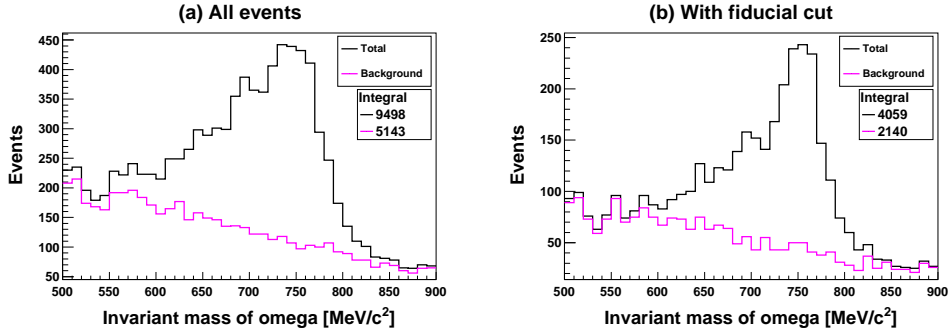 (a) All events
Total
Background
Integral
9498
5143
Events
450
400
350
300
250
200
150
100
50
500 550 600 650 700 750 800 850 900
Invariant mass of omega [MeV/c²]
(b) With fiducial cut
Total
Background
Integral
4059
2140
Events
250
200
150
100
50
500 550 600 650 700 750 800 850 900
Invariant mass of omega [MeV/c²]